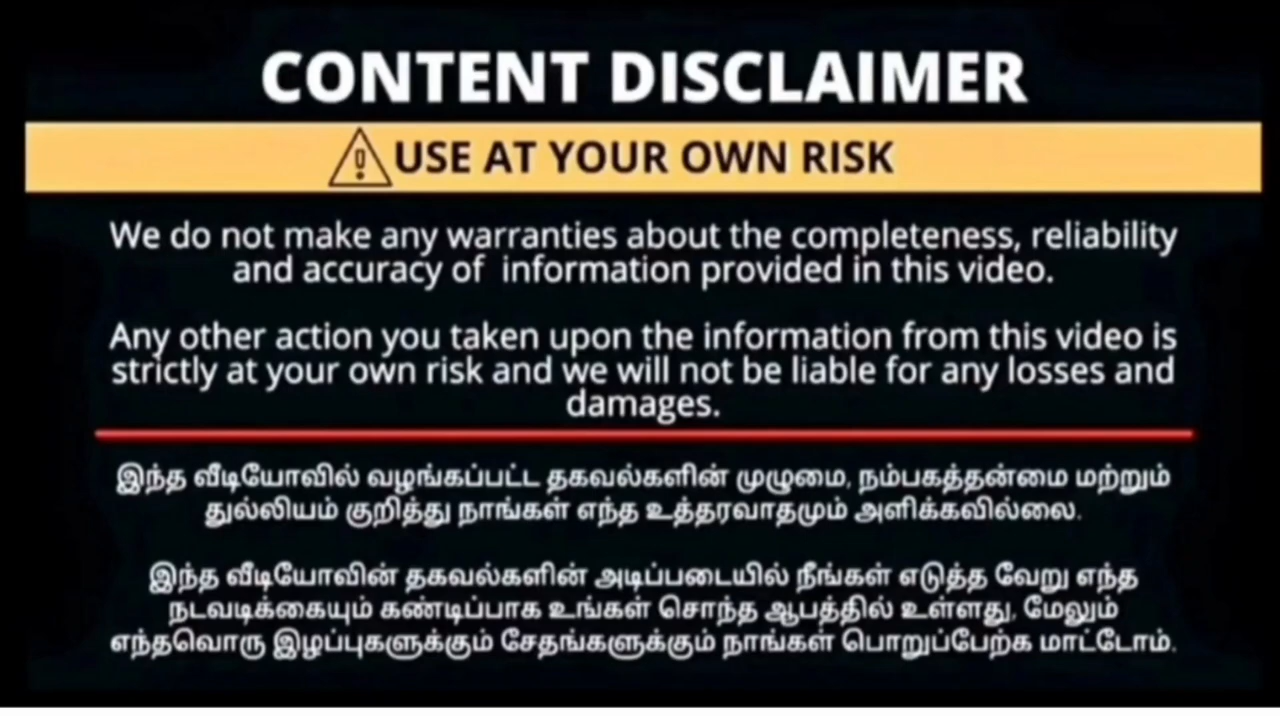 CONTENT DISCLAIMER
USE AT YOUR OWN RISK
We do not make any warranties about the completeness, reliability
and accuracy of information provided in this video.
Any other action you taken upon the information from this video is
strictly at your own risk and we will not be liable for any losses and
damages.
இந்த வீடியோவில் வழங்கப்பட்ட தகவல்களின் முழுமை, நம்பகத்தன்மை மற்றும்
துல்லியம் குறித்து நாங்கள் எந்த உத்தரவாதமும் அளிக்கவில்லை.
இந்த வீடியோவின் தகவல்களின் அடிப்படையில் நீங்கள் எடுத்த வேறு எந்த
நடவடிக்கையும் கண்டிப்பாக உங்கள் சொந்த ஆபத்தில் உள்ளது, மேலும்
எந்தவொரு இழப்புகளுக்கும் சேதங்களுக்கும் நாங்கள் பொறுப்பேற்க மாட்டோம்.